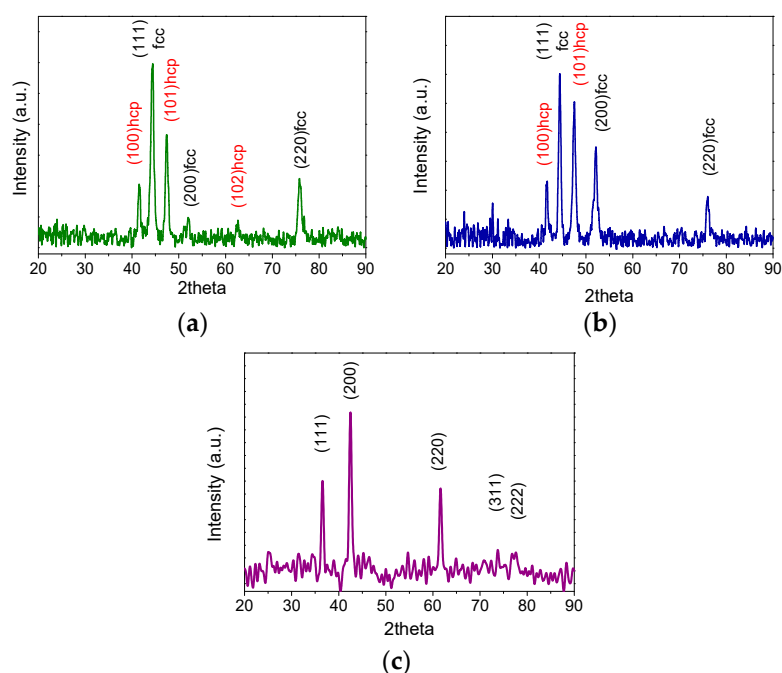 Intensity (a.u.)
(100)hcp
(111)
fcc
(101)hcp
(200)fcc
(102)hcp
(220)fcc
20 30 40 50 60 70 80 90
2theta
(a)
Intensity (a.u.)
(100)hcp
(111)
fcc
(101)hcp
(200)fcc
(220)fcc
20 30 40 50 60 70 80 90
2theta
(b)
Intensity (a.u.)
(111)
(200)
(220)
(311)
(222)
20 30 40 50 60 70 80 90
2theta
(c)